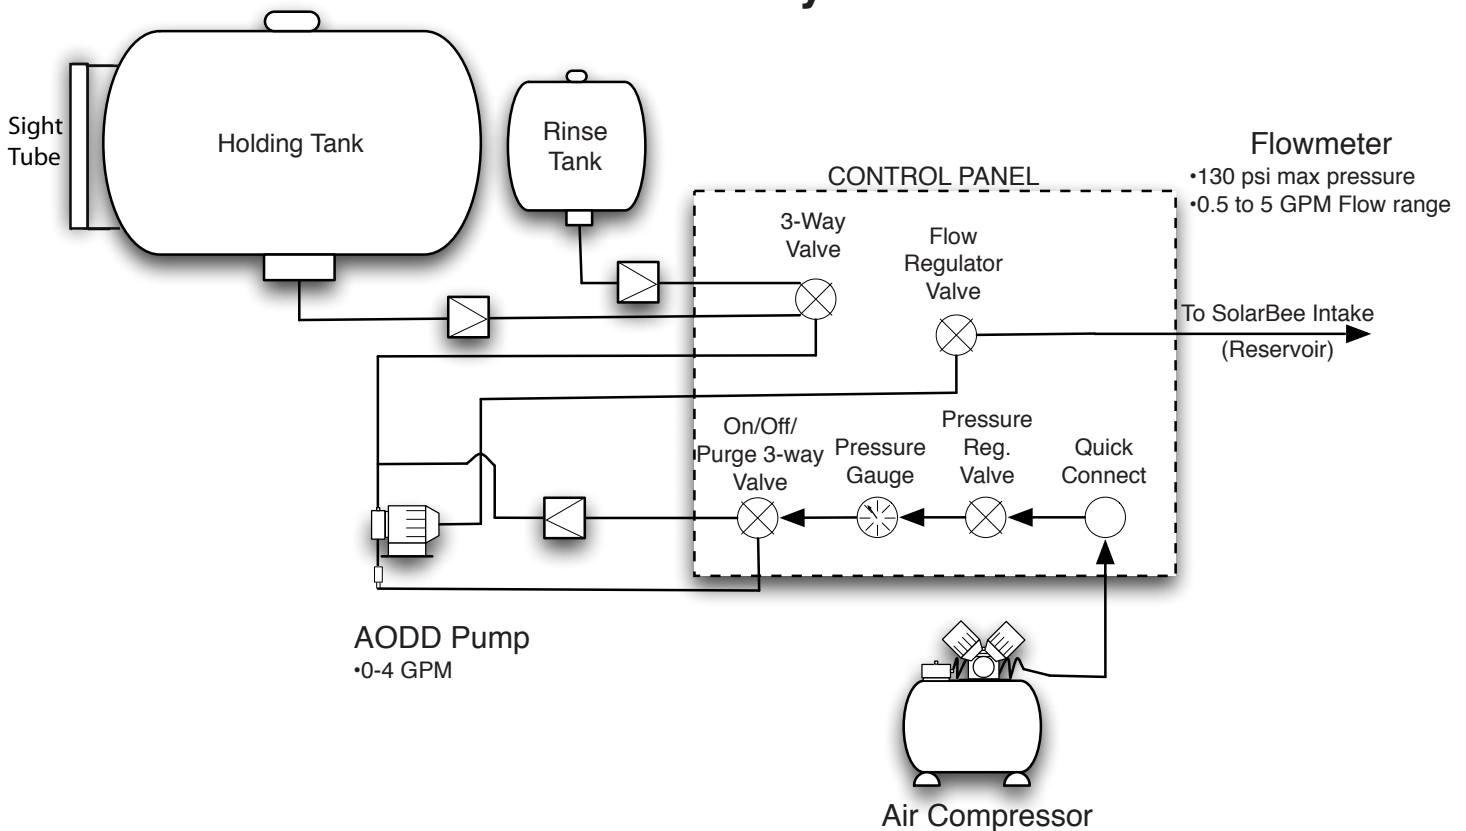 Sight
Tube
Holding Tank
Rinse
Tank
CONTROL PANEL
Flowmeter
•130 psi max pressure
•0.5 to 5 GPM Flow range
3-Way
Valve
Flow
Regulator
Valve
To SolarBee Intake
(Reservoir)
On/Off/
Purge 3-way
Valve
Pressure
Gauge
Pressure
Reg.
Valve
Quick
Connect
AODD Pump
•0-4 GPM
Air Compressor